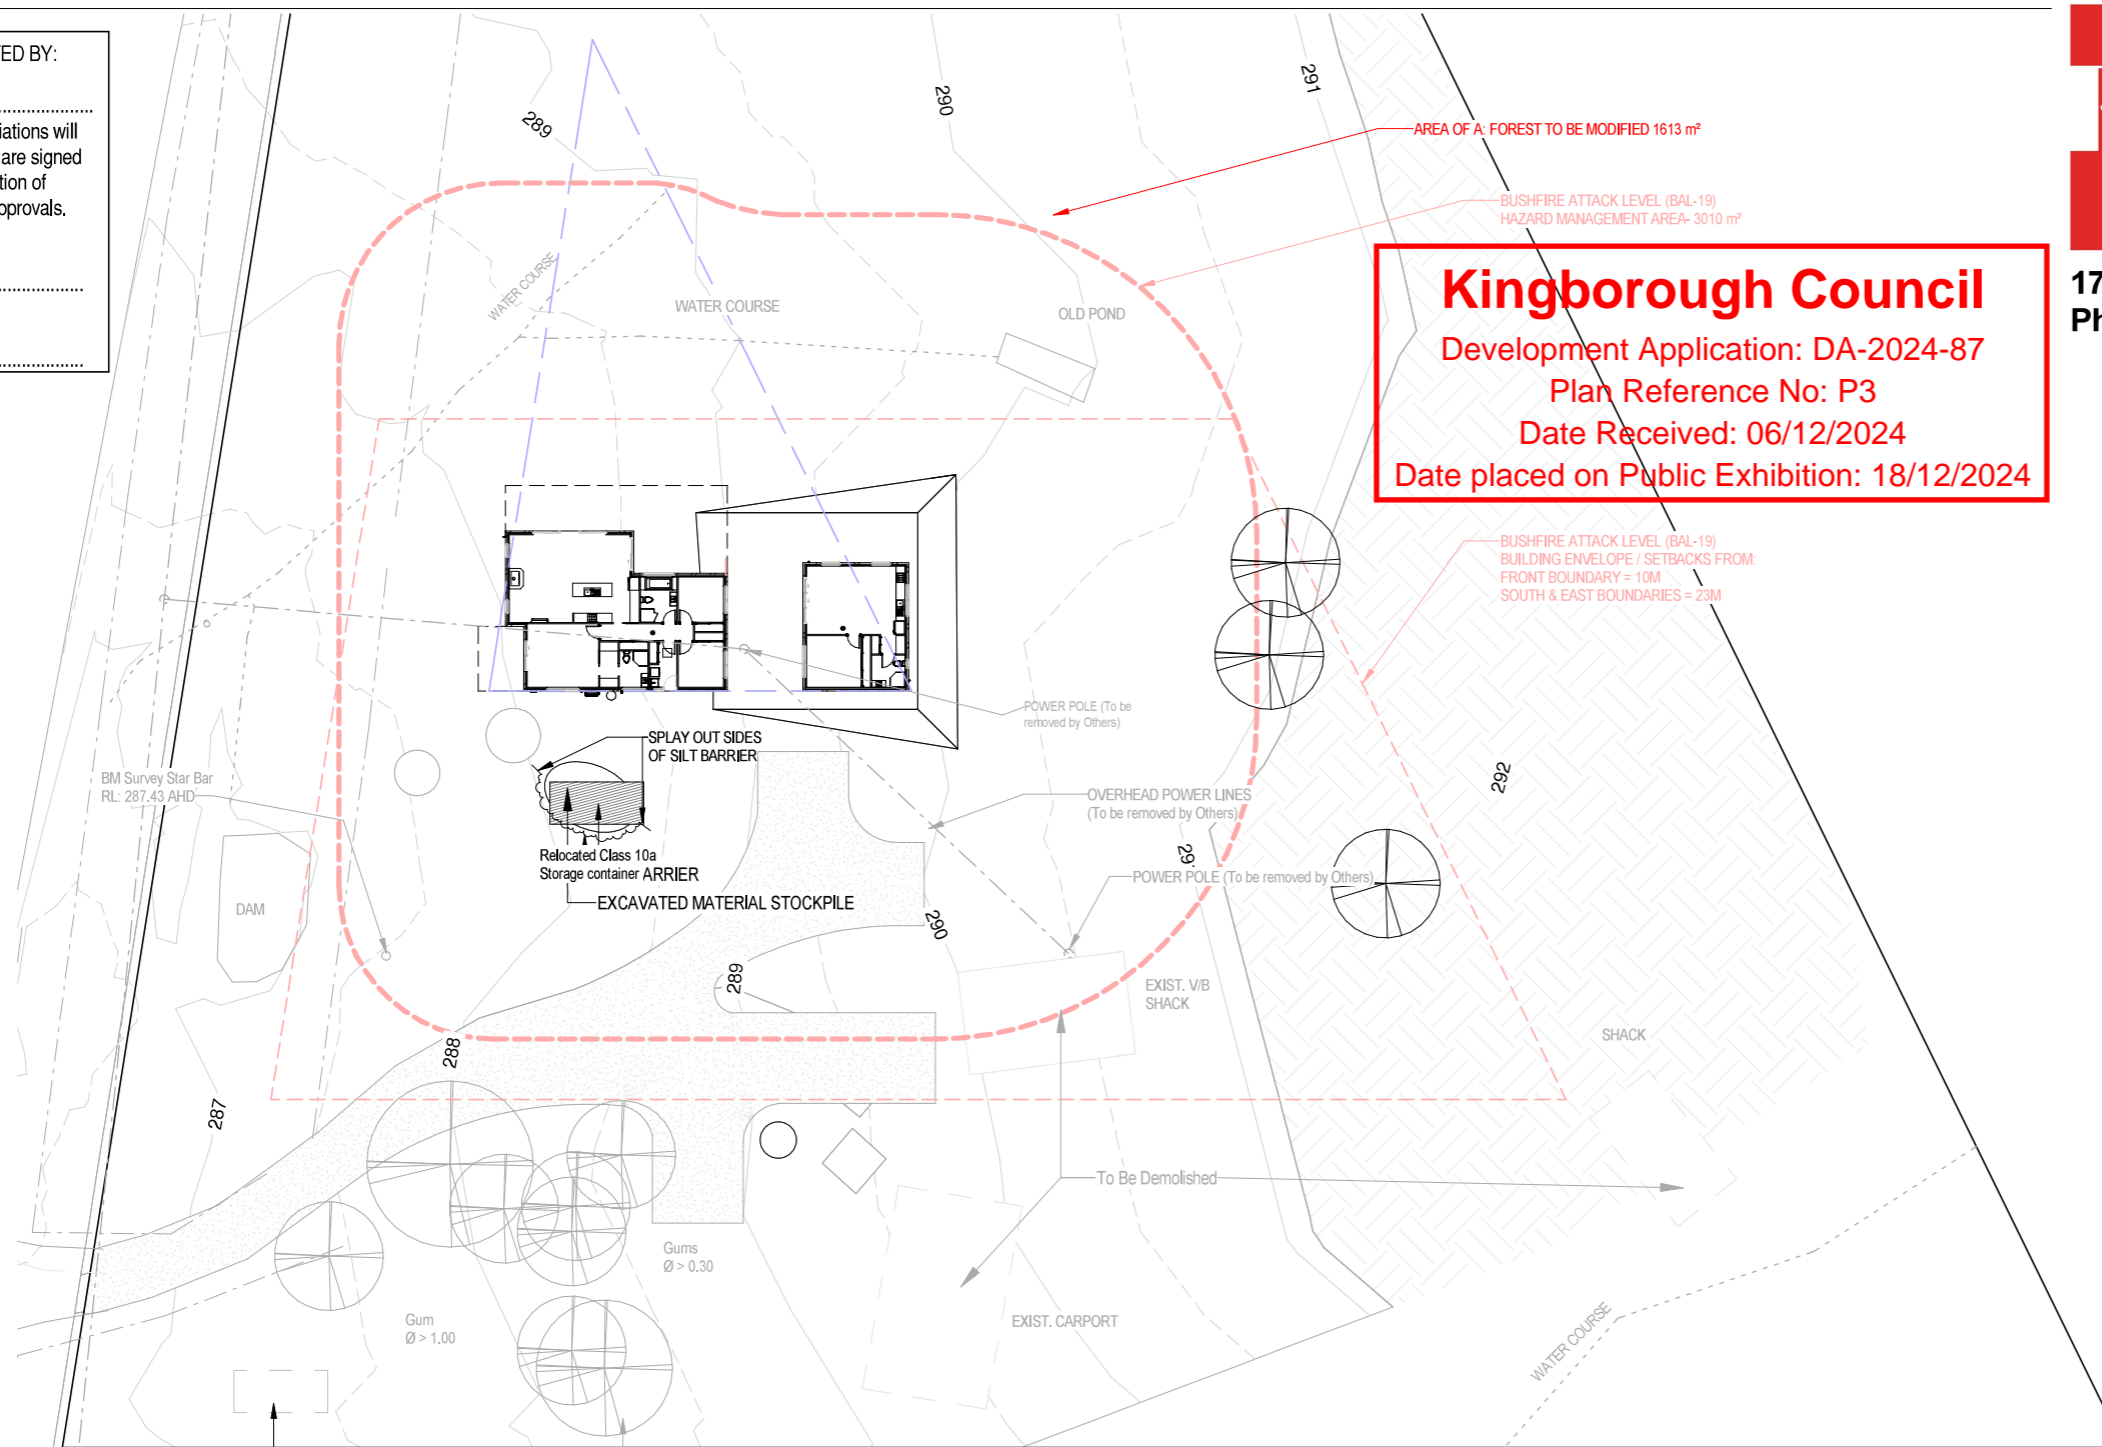 TED BY:
iations will
are signed
tion of
pprovals.
289
290
291
AREA OF A: FOREST TO BE MODIFIED 1613 m²
BUSHFIRE ATTACK LEVEL (BAL-19)
HAZARD MANAGEMENT AREA- 3010 m²
Kingborough Council
Development Application: DA-2024-87
Plan Reference No: P3
Date Received: 06/12/2024
Date placed on Public Exhibition: 18/12/2024
17
Ph
WATER COURSE
WATER COURSE
OLD POND
BUSHFIRE ATTACK LEVEL (BAL-19)
BUILDING ENVELOPE / SETBACKS FROM:
FRONT BOUNDARY = 10M
SOUTH & EAST BOUNDARIES = 23M
POWER POLE (To be
removed by Others)
SPLAY OUT SIDES
OF SILT BARRIER
BM Survey Star Bar
RL: 287.43 AHD
OVERHEAD POWER LINES
(To be removed by Others)
292
Relocated Class 10a
Storage container ARRIER
EXCAVATED MATERIAL STOCKPILE
29
POWER POLE (To be removed by Others)
DAM
290
289
EXIST. V/B
SHACK
SHACK
288
287
To Be Demolished
Gums
Ø > 0.30
Gum
Ø > 1.00
EXIST. CARPORT
WATER COURSE